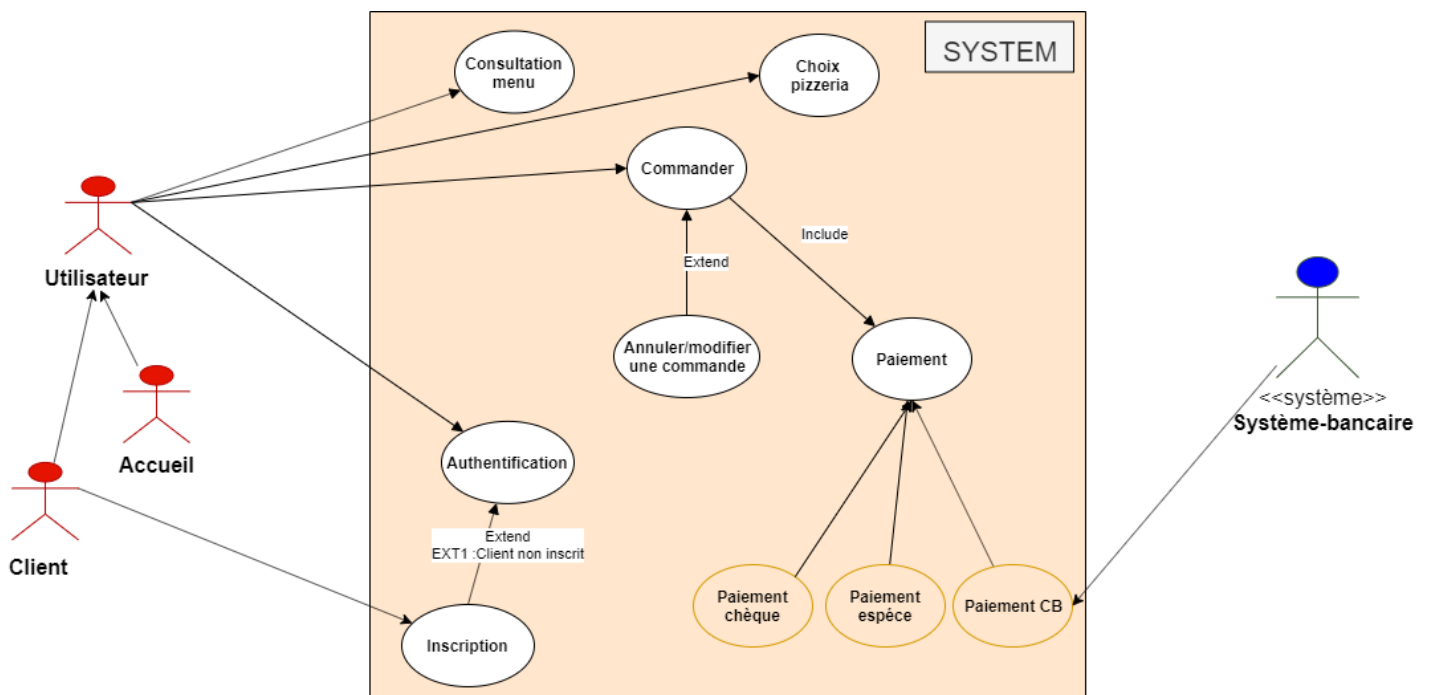 SYSTEM
Consultation
menu
Choix
pizzeria
Commander
Include
Extend
Utilisateur
Annuler/modifier
une commande
Paiement
<<système>>
Système-bancaire
Accueil
Authentification
Extend
EXT1 :Client non inscrit
Client
Paiement
chèque
Paiement
espéce
Paiement CB
Inscription